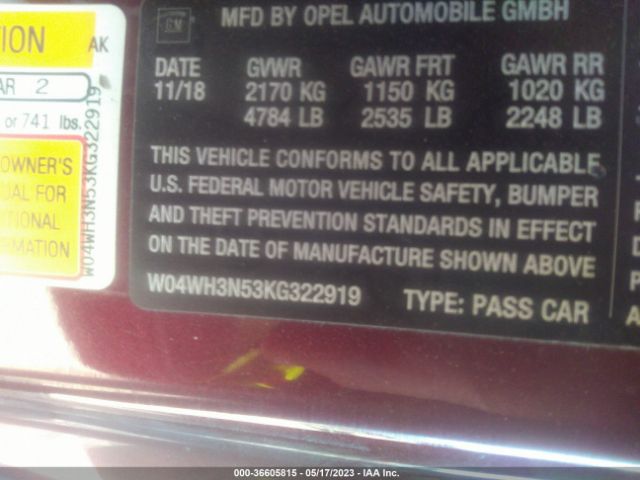 TION
AK
AR 2
or 741 lbs.
OWNER'S
UAL FOR
TIONAL
RMATION
W04WH3N53KG322919
GM
MFD BY OPEL AUTOMOBILE GMBH
DATE GVWR GAWR FRT GAWR RR
11/18 2170 KG 1150 KG 1020 KG
4784 LB 2535 LB 2248 LB
THIS VEHICLE CONFORMS TO ALL APPLICABLE
U.S. FEDERAL MOTOR VEHICLE SAFETY, BUMPER
AND THEFT PREVENTION STANDARDS IN EFFECT
ON THE DATE OF MANUFACTURE SHOWN ABOVE
W04WH3N53KG322919 TYPE: PASS CAR
000-36605815 - 05/17/2023 - IAA Inc.